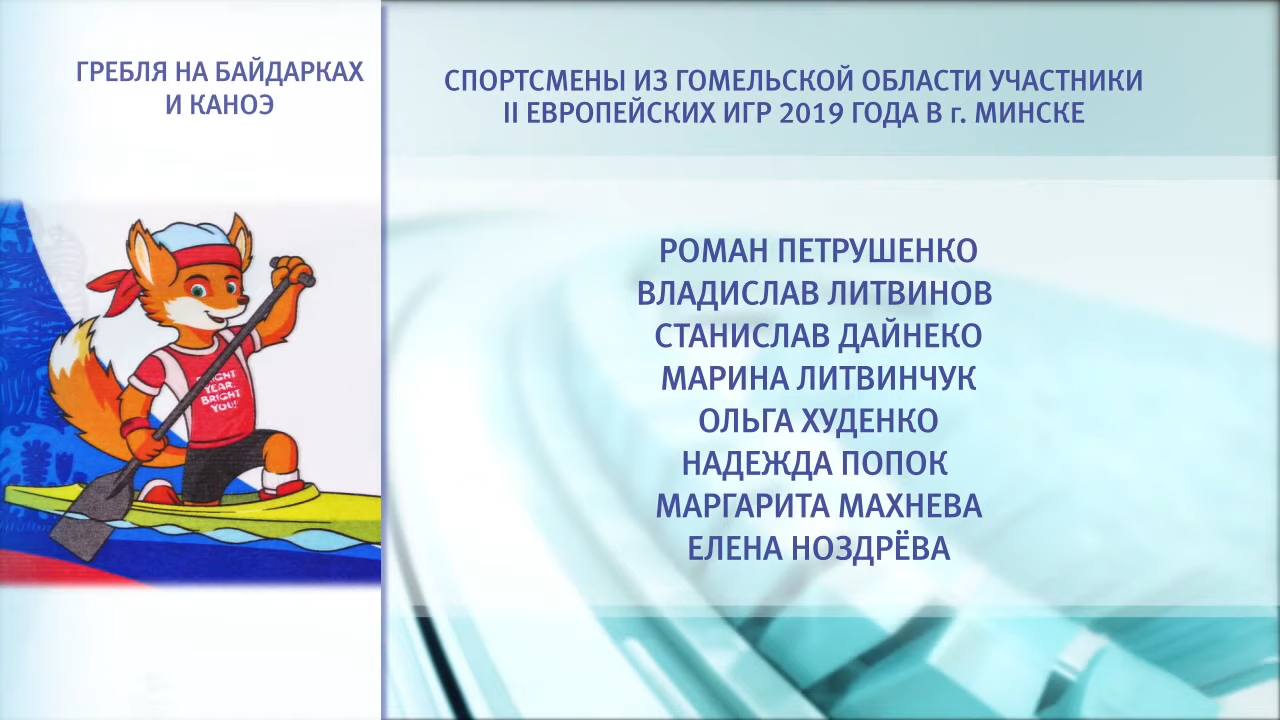 ГРЕБЛЯ НА БАЙДАРКАХ
И КАНОЭ
СПОРТСМЕНЫ ИЗ ГОМЕЛЬСКОЙ ОБЛАСТИ УЧАСТНИКИ
II ЕВРОПЕЙСКИХ ИГР 2019 ГОДА В г. МИНСКЕ
РОМАН ПЕТРУШЕНКО
ВЛАДИСЛАВ ЛИТВИНОВ
СТАНИСЛАВ ДАЙНЕКО
МАРИНА ЛИТВИНЧУК
ОЛЬГА ХУДЕНКО
НАДЕЖДА ПОПОК
МАРГАРИТА МАХНЕВА
ЕЛЕНА НОЗДРЁВА
YEAR,
BRIGHT
YOU!